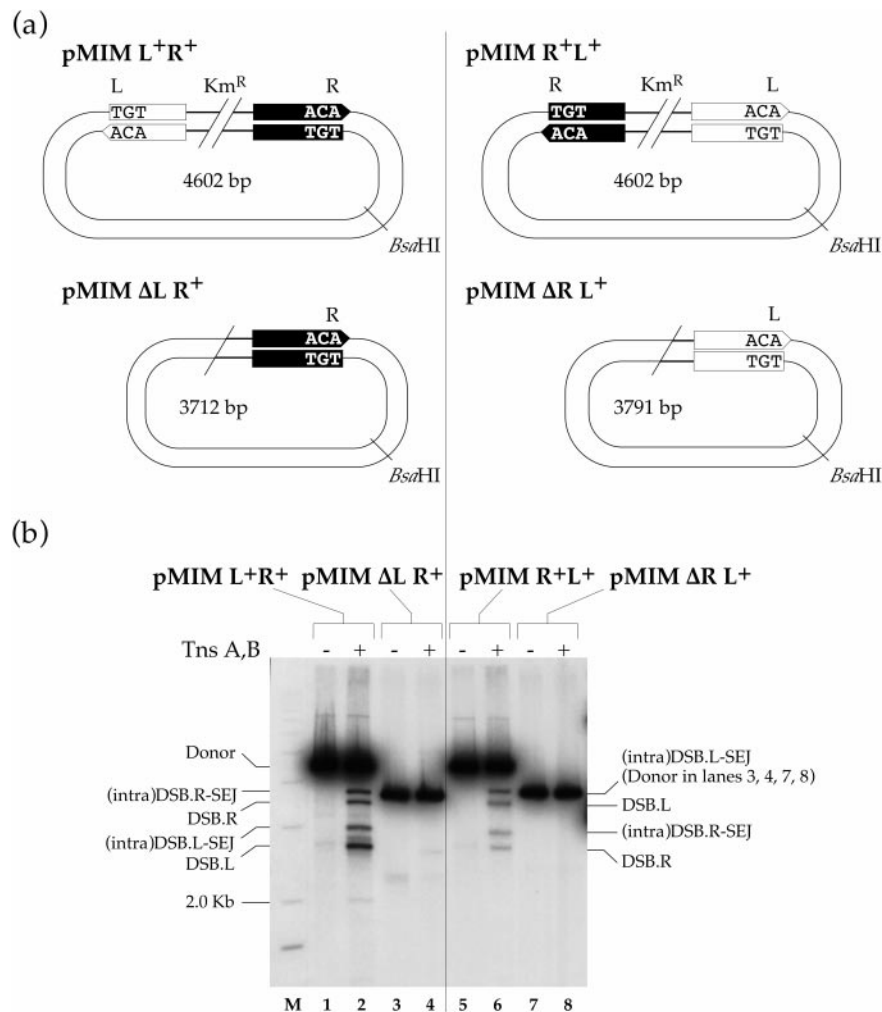 (a)
pMIM L⁺R⁺
L KmR R
TGT ACA
ACA TGT
4602 bp
BsaHI
pMIM R⁺L⁺
R KmR L
TGT ACA
ACA TGT
4602 bp
BsaHI
pMIM ΔL R⁺
R
ACA
TGT
3712 bp
BsaHI
pMIM ΔR L⁺
L
ACA
TGT
3791 bp
BsaHI
(b)
pMIM L⁺R⁺ pMIM ΔL R⁺ pMIM R⁺L⁺ pMIM ΔR L⁺
Tns A,B - + - + - + - +
Donor
(intra)DSB.R-SEJ
DSB.R
(intra)DSB.L-SEJ
DSB.L
2.0 Kb
(intra)DSB.L-SEJ
(Donor in lanes 3, 4, 7, 8)
DSB.L
(intra)DSB.R-SEJ
DSB.R
M 1 2 3 4 5 6 7 8